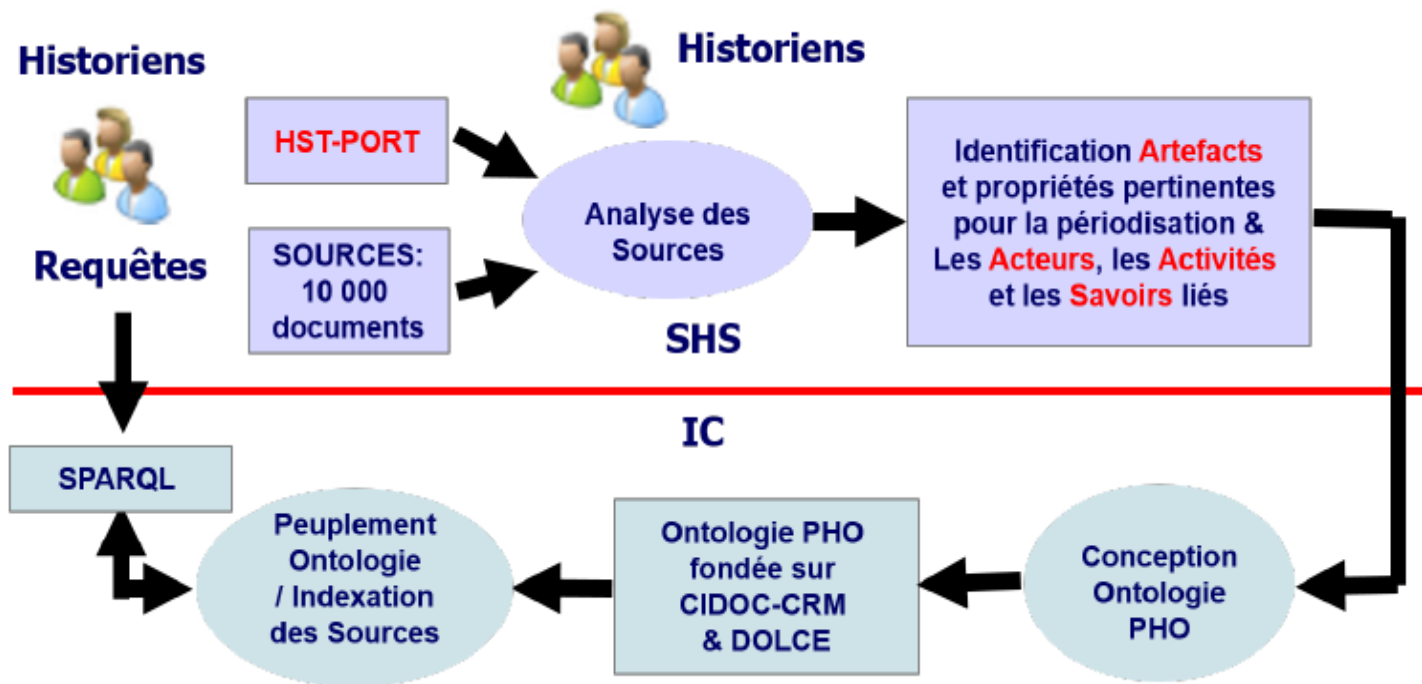 Historiens
Requêtes
HST-PORT
SOURCES:
10 000
documents
Historiens
Analyse des
Sources
SHS
Identification Artefacts
et propriétés pertinentes
pour la périodisation &
Les Acteurs, les Activités
et les Savoirs liés
IC
SPARQL
Peuplement
Ontologie
/ Indexation
des Sources
Ontologie PHO
fondée sur
CIDOC-CRM
& DOLCE
Conception
Ontologie
PHO